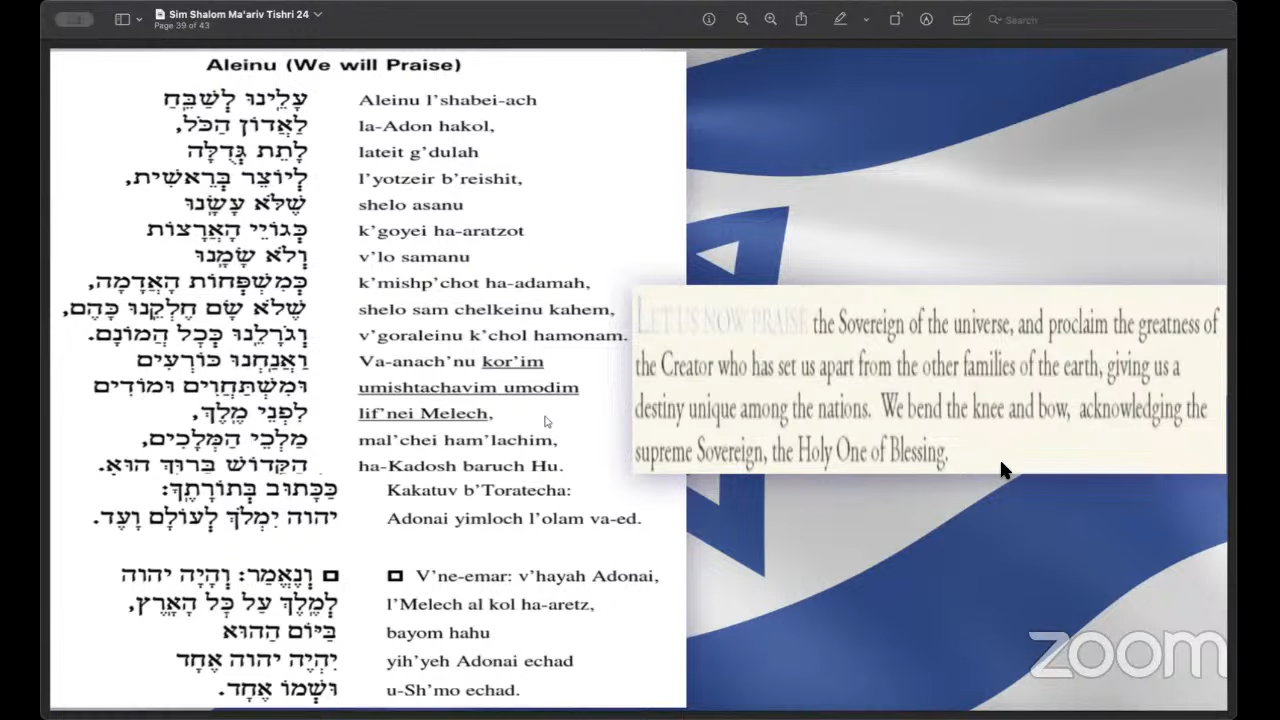 Sim Shalom Ma'ariv Tishri 24
Page 39 of 43
Search
Aleinu (We will Praise)
עָלֵֽינוּ לְשַׁבֵּֽחַ
Aleinu l'shabei-ach
לַאֲדוֹן הַכֹּל,
la-Adon hakol,
לָתֵת גְּדֻלָּה
lateit g'dulah
לְיוֹצֵר בְּרֵאשִׁית,
l'yotzeir b'reishit,
שֶׁלֹּא עָשָֽׂנוּ
shelo asanu
כְּגוֹיֵי הָאֲרָצוֹת
k'goyei ha-aratzot
וְלֹא שָׂמָֽנוּ
v'lo samanu
כְּמִשְׁפְּחוֹת הָאֲדָמָה,
k'mishp'chot ha-adamah,
שֶׁלֹּא שָׂם חֶלְקֵֽנוּ כָּהֶם,
shelo sam chelkeinu kahem,
וְגֹרָלֵֽנוּ כְּכָל הֲמוֹנָם.
v'goraleinu k'chol hamonam.
וַאֲנַֽחְנוּ כּוֹרְעִים
Va-anach'nu kor'im
וּמִשְׁתַּחֲוִים וּמוֹדִים
umishtachavim umodim
לִפְנֵי מֶֽלֶךְ,
lif'nei Melech,
מַלְכֵי הַמְּלָכִים,
mal'chei ham'lachim,
הַקָּדוֹשׁ בָּרוּךְ הוּא.
ha-Kadosh baruch Hu.
כַּכָּתוּב בְּתוֹרָתֶֽךָ:
Kakatuv b'Toratecha:
יהוה יִמְלֹךְ לְעוֹלָם וָעֶד.
Adonai yimloch l'olam va-ed.
וְנֶאֱמַר: וְהָיָה יהוה
V'ne-emar: v'hayah Adonai,
לְמֶֽלֶךְ עַל כָּל הָאָֽרֶץ,
l'Melech al kol ha-aretz,
בַּיּוֹם הַהוּא
bayom hahu
יִהְיֶה יהוה אֶחָד
yih'yeh Adonai echad
וּשְׁמוֹ אֶחָד.
u-Sh'mo echad.
LET US NOW PRAISE the Sovereign of the universe, and proclaim the greatness of
the Creator who has set us apart from the other families of the earth, giving us a
destiny unique among the nations. We bend the knee and bow, acknowledging the
supreme Sovereign, the Holy One of Blessing.
zoom